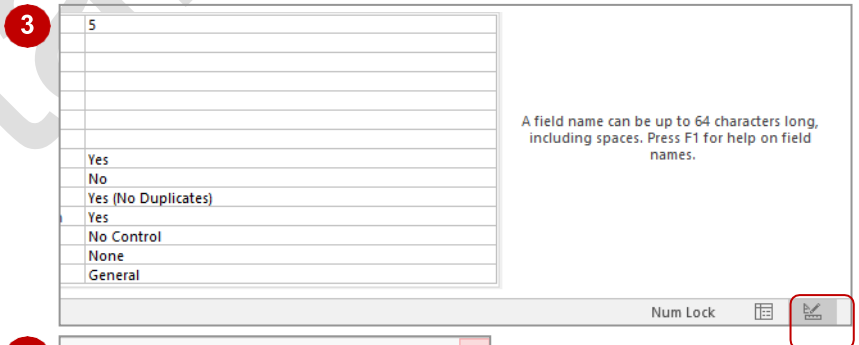 3
5
A field name can be up to 64 characters long,
including spaces. Press F1 for help on field
names.
Yes
No
Yes (No Duplicates)
Yes
No Control
None
General
Num Lock